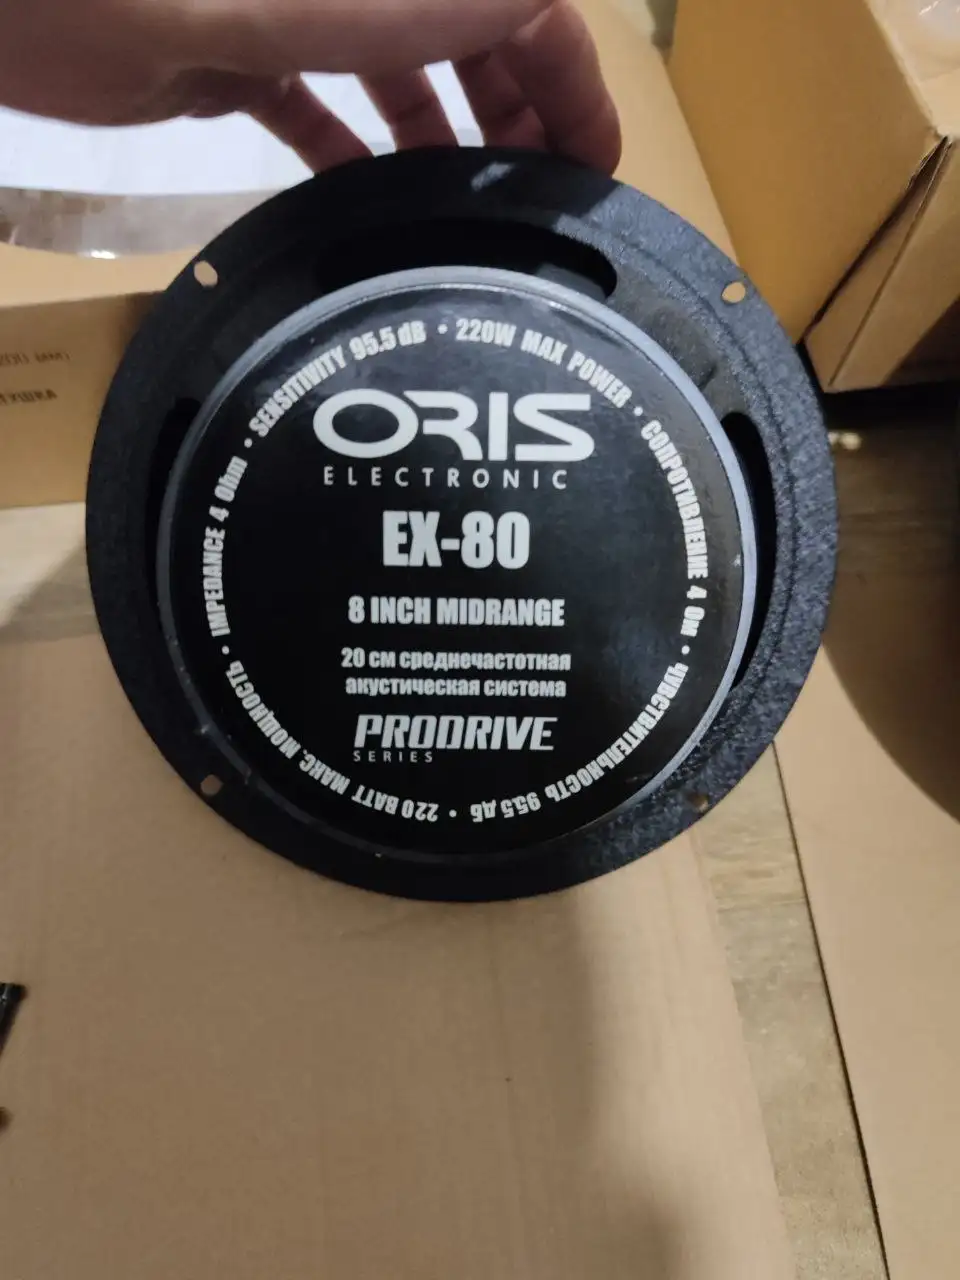 ORIS
ELECTRONIC
EX-80
8 INCH MIDRANGE
20 см среднечастотная
акустическая система
PRODRIVE
SERIES
IMPEDANCE 4 Ohm • SENSITIVITY 95.5 dB • 220W MAX POWER • СОПРОТИВЛЕНИЕ 4 Ом • ЧУВСТВИТЕЛЬНОСТЬ 95.5 дБ • 220 ВАТТ МАКС. МОЩНОСТЬ •